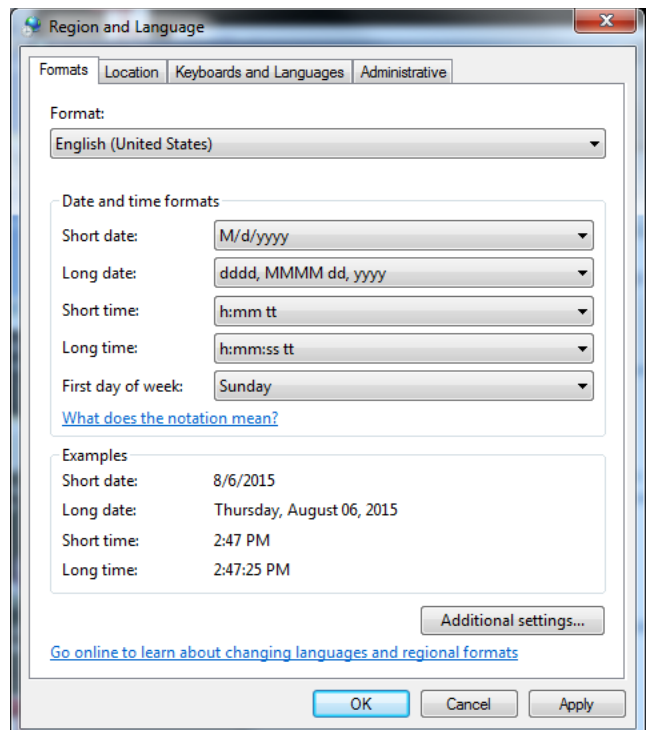 Region and Language
Formats Location Keyboards and Languages Administrative
Format:
English (United States)
Date and time formats
Short date: M/d/yyyy
Long date: dddd, MMMM dd, yyyy
Short time: h:mm tt
Long time: h:mm:ss tt
First day of week: Sunday
What does the notation mean?
Examples
Short date: 8/6/2015
Long date: Thursday, August 06, 2015
Short time: 2:47 PM
Long time: 2:47:25 PM
Additional settings...
Go online to learn about changing languages and regional formats
OK Cancel Apply